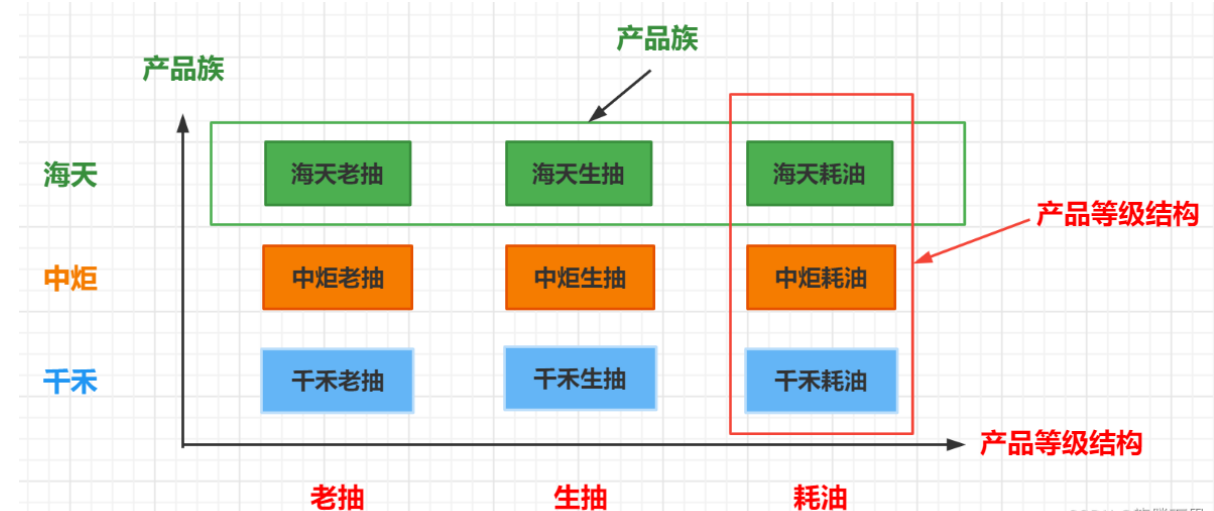 产品族
产品族
海天
海天老抽
海天生抽
海天耗油
产品等级结构
中炬
中炬老抽
中炬生抽
中炬耗油
千禾
千禾老抽
千禾生抽
千禾耗油
产品等级结构
老抽
生抽
耗油